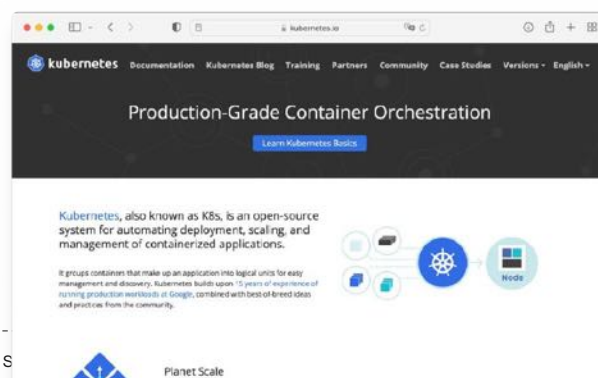 kubernetes.io
kubernetes Documentation Kubernetes Blog Training Partners Community Case Studies Versions English
Production-Grade Container Orchestration
Learn Kubernetes Basics
Kubernetes, also known as K8s, is an open-source
system for automating deployment, scaling, and
management of containerized applications.
It groups containers that make up an application into logical units for easy
management and discovery. Kubernetes builds upon 15 years of experience of
running production workloads at Google, combined with best-of-breed ideas
and practices from the community.
Node
S
Planet Scale